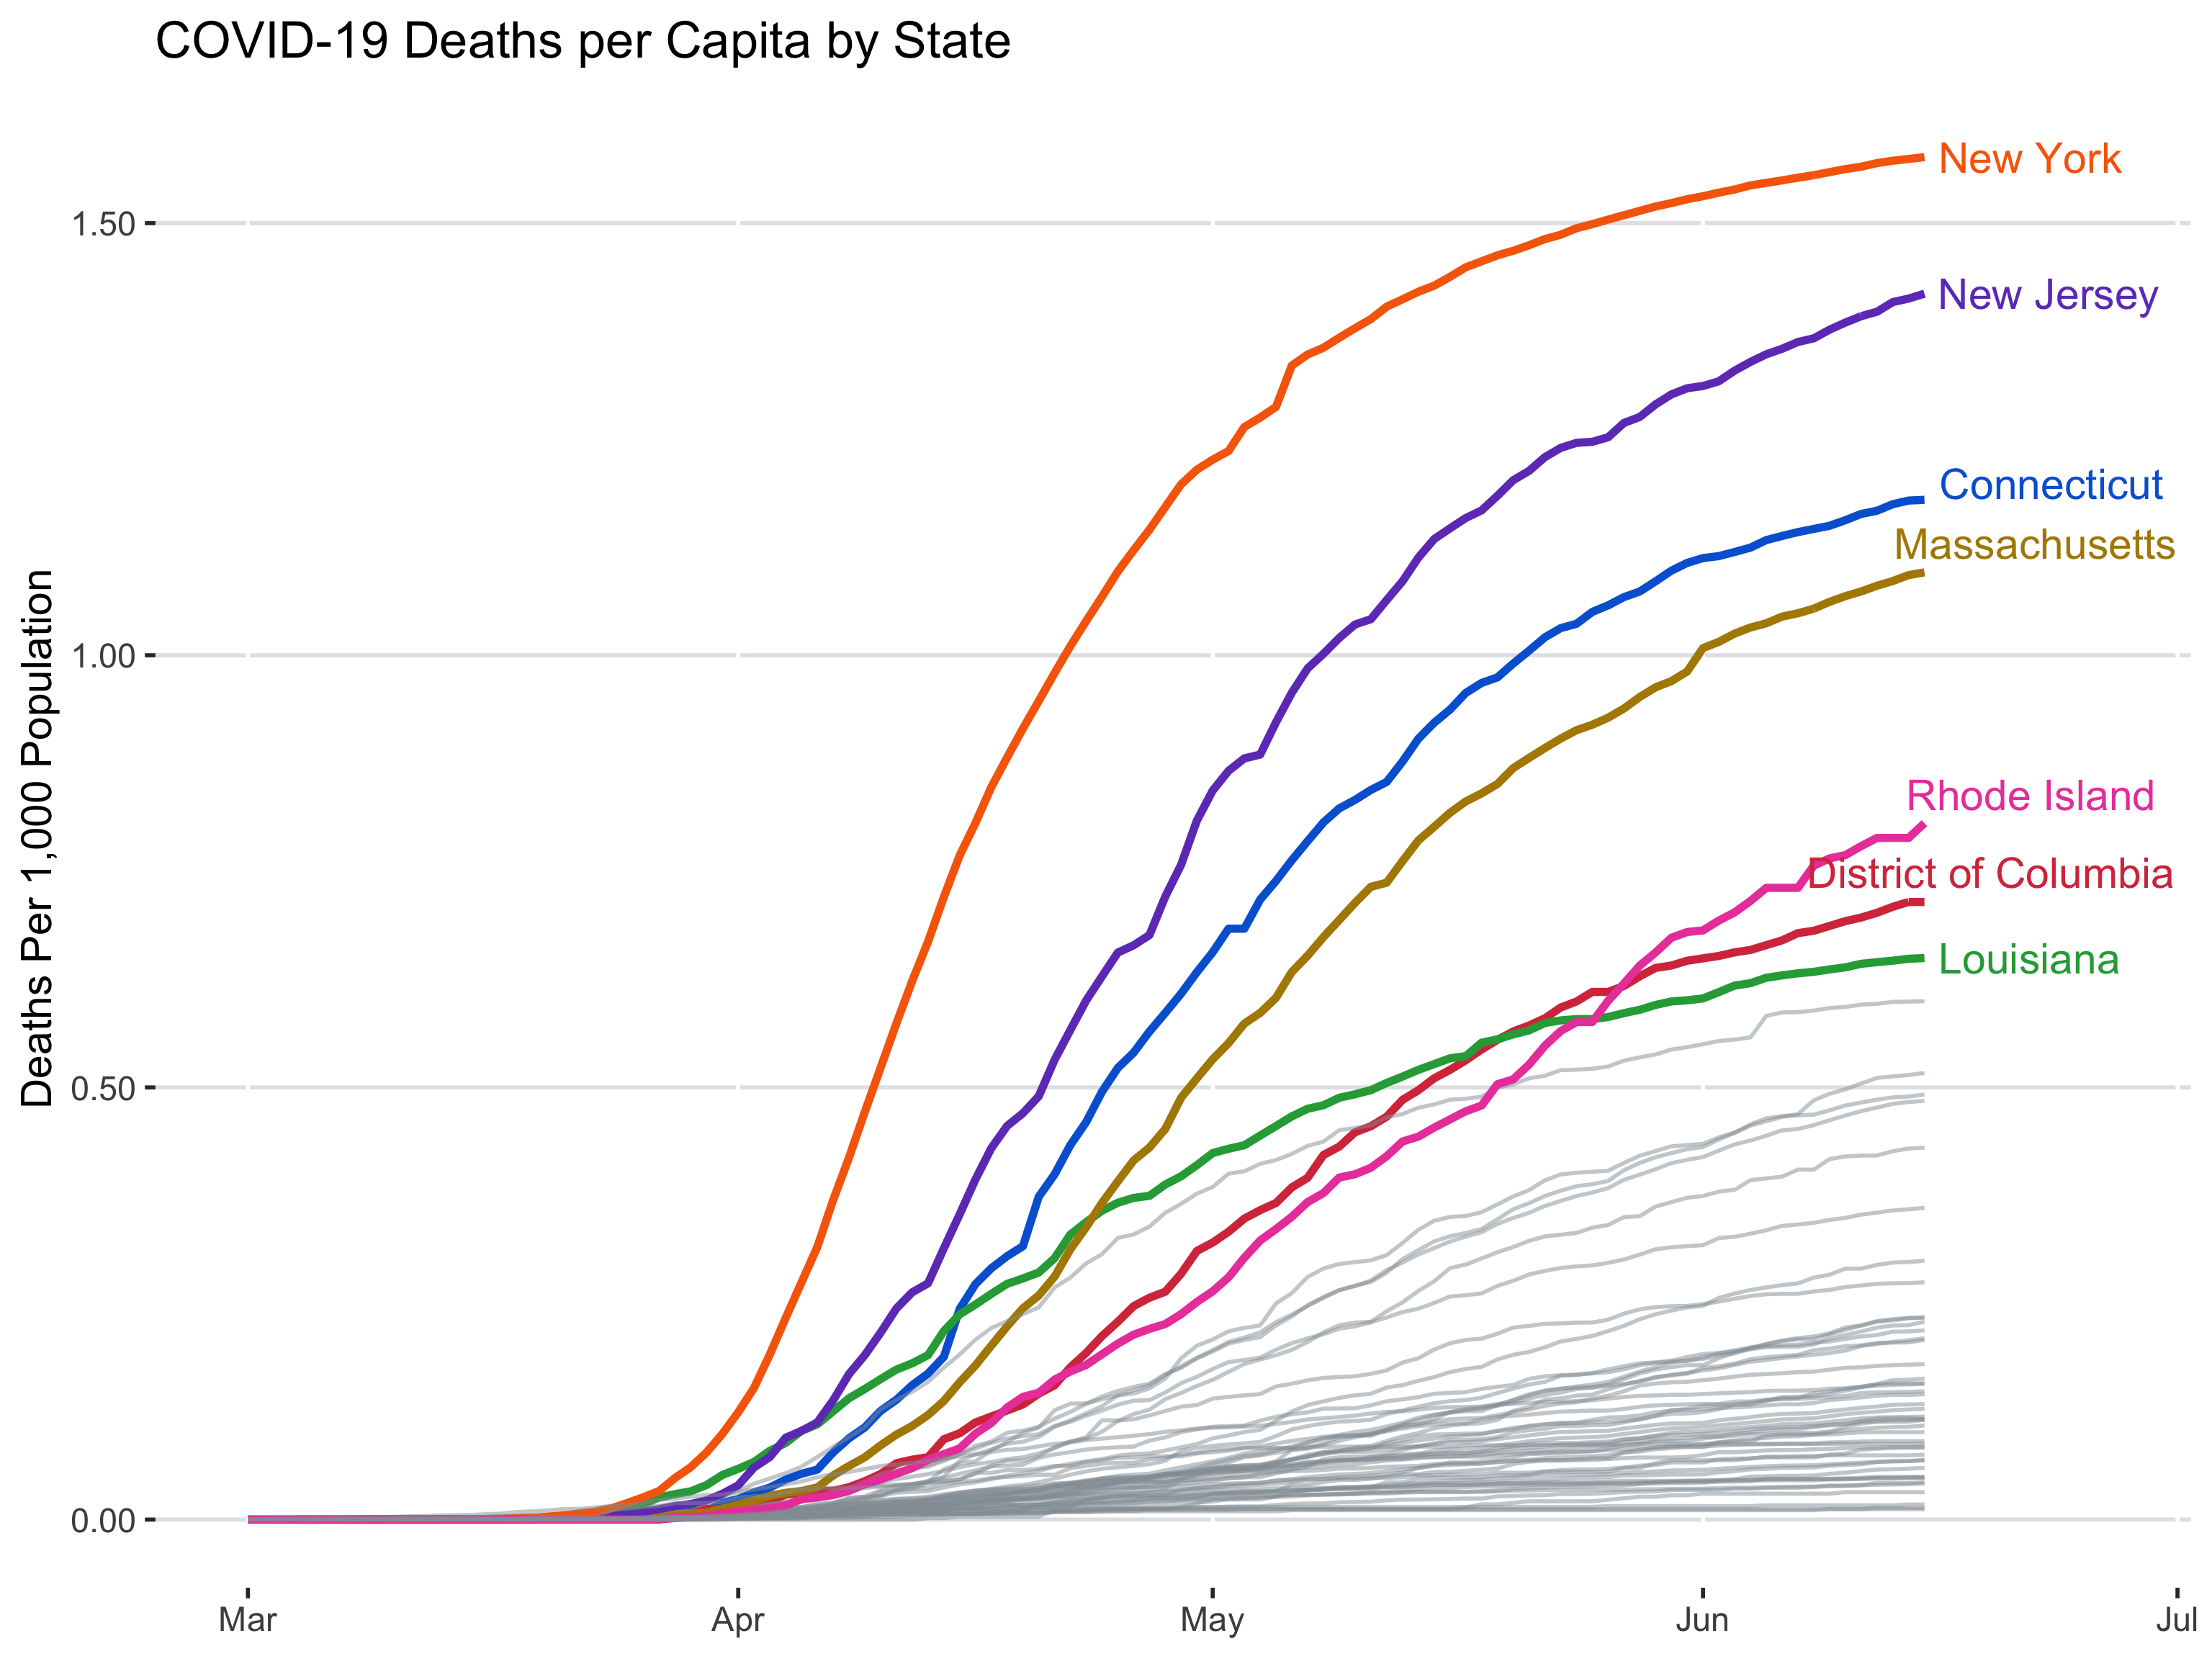 COVID-19 Deaths per Capita by State
Deaths Per 1,000 Population
1.50
1.00
0.50
0.00
New York
New Jersey
Connecticut
Massachusetts
Rhode Island
District of Columbia
Louisiana
Mar
Apr
May
Jun
Jul